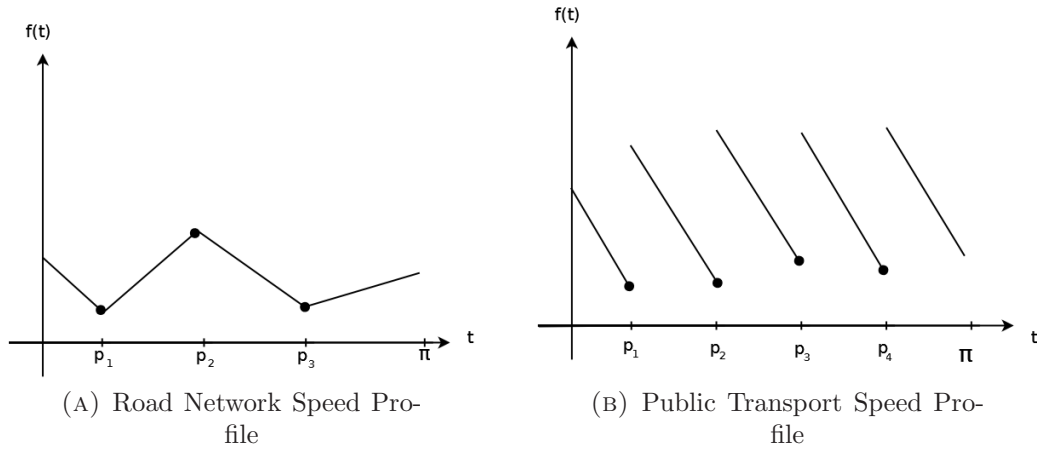 f(t)
t
p1
p2
p3
π
(A) Road Network Speed Pro-
file
f(t)
t
p1
p2
p3
p4
π
(B) Public Transport Speed Pro-
file